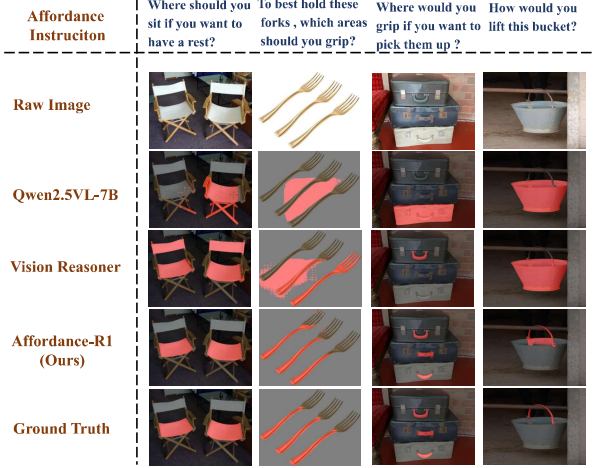 Affordance
Instruciton
Where should you
sit if you want to
have a rest?
To best hold these
forks , which areas
should you grip?
Where would you
grip if you want to
pick them up ?
How would you
lift this bucket?
Raw Image
Qwen2.5VL-7B
Vision Reasoner
Affordance-R1
(Ours)
Ground Truth